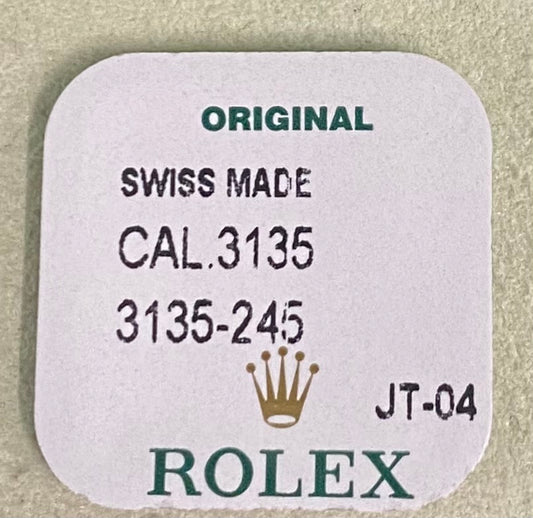 ORIGINAL
SWISS MADE
CAL.3135
3135-245
JT-04
ROLEX